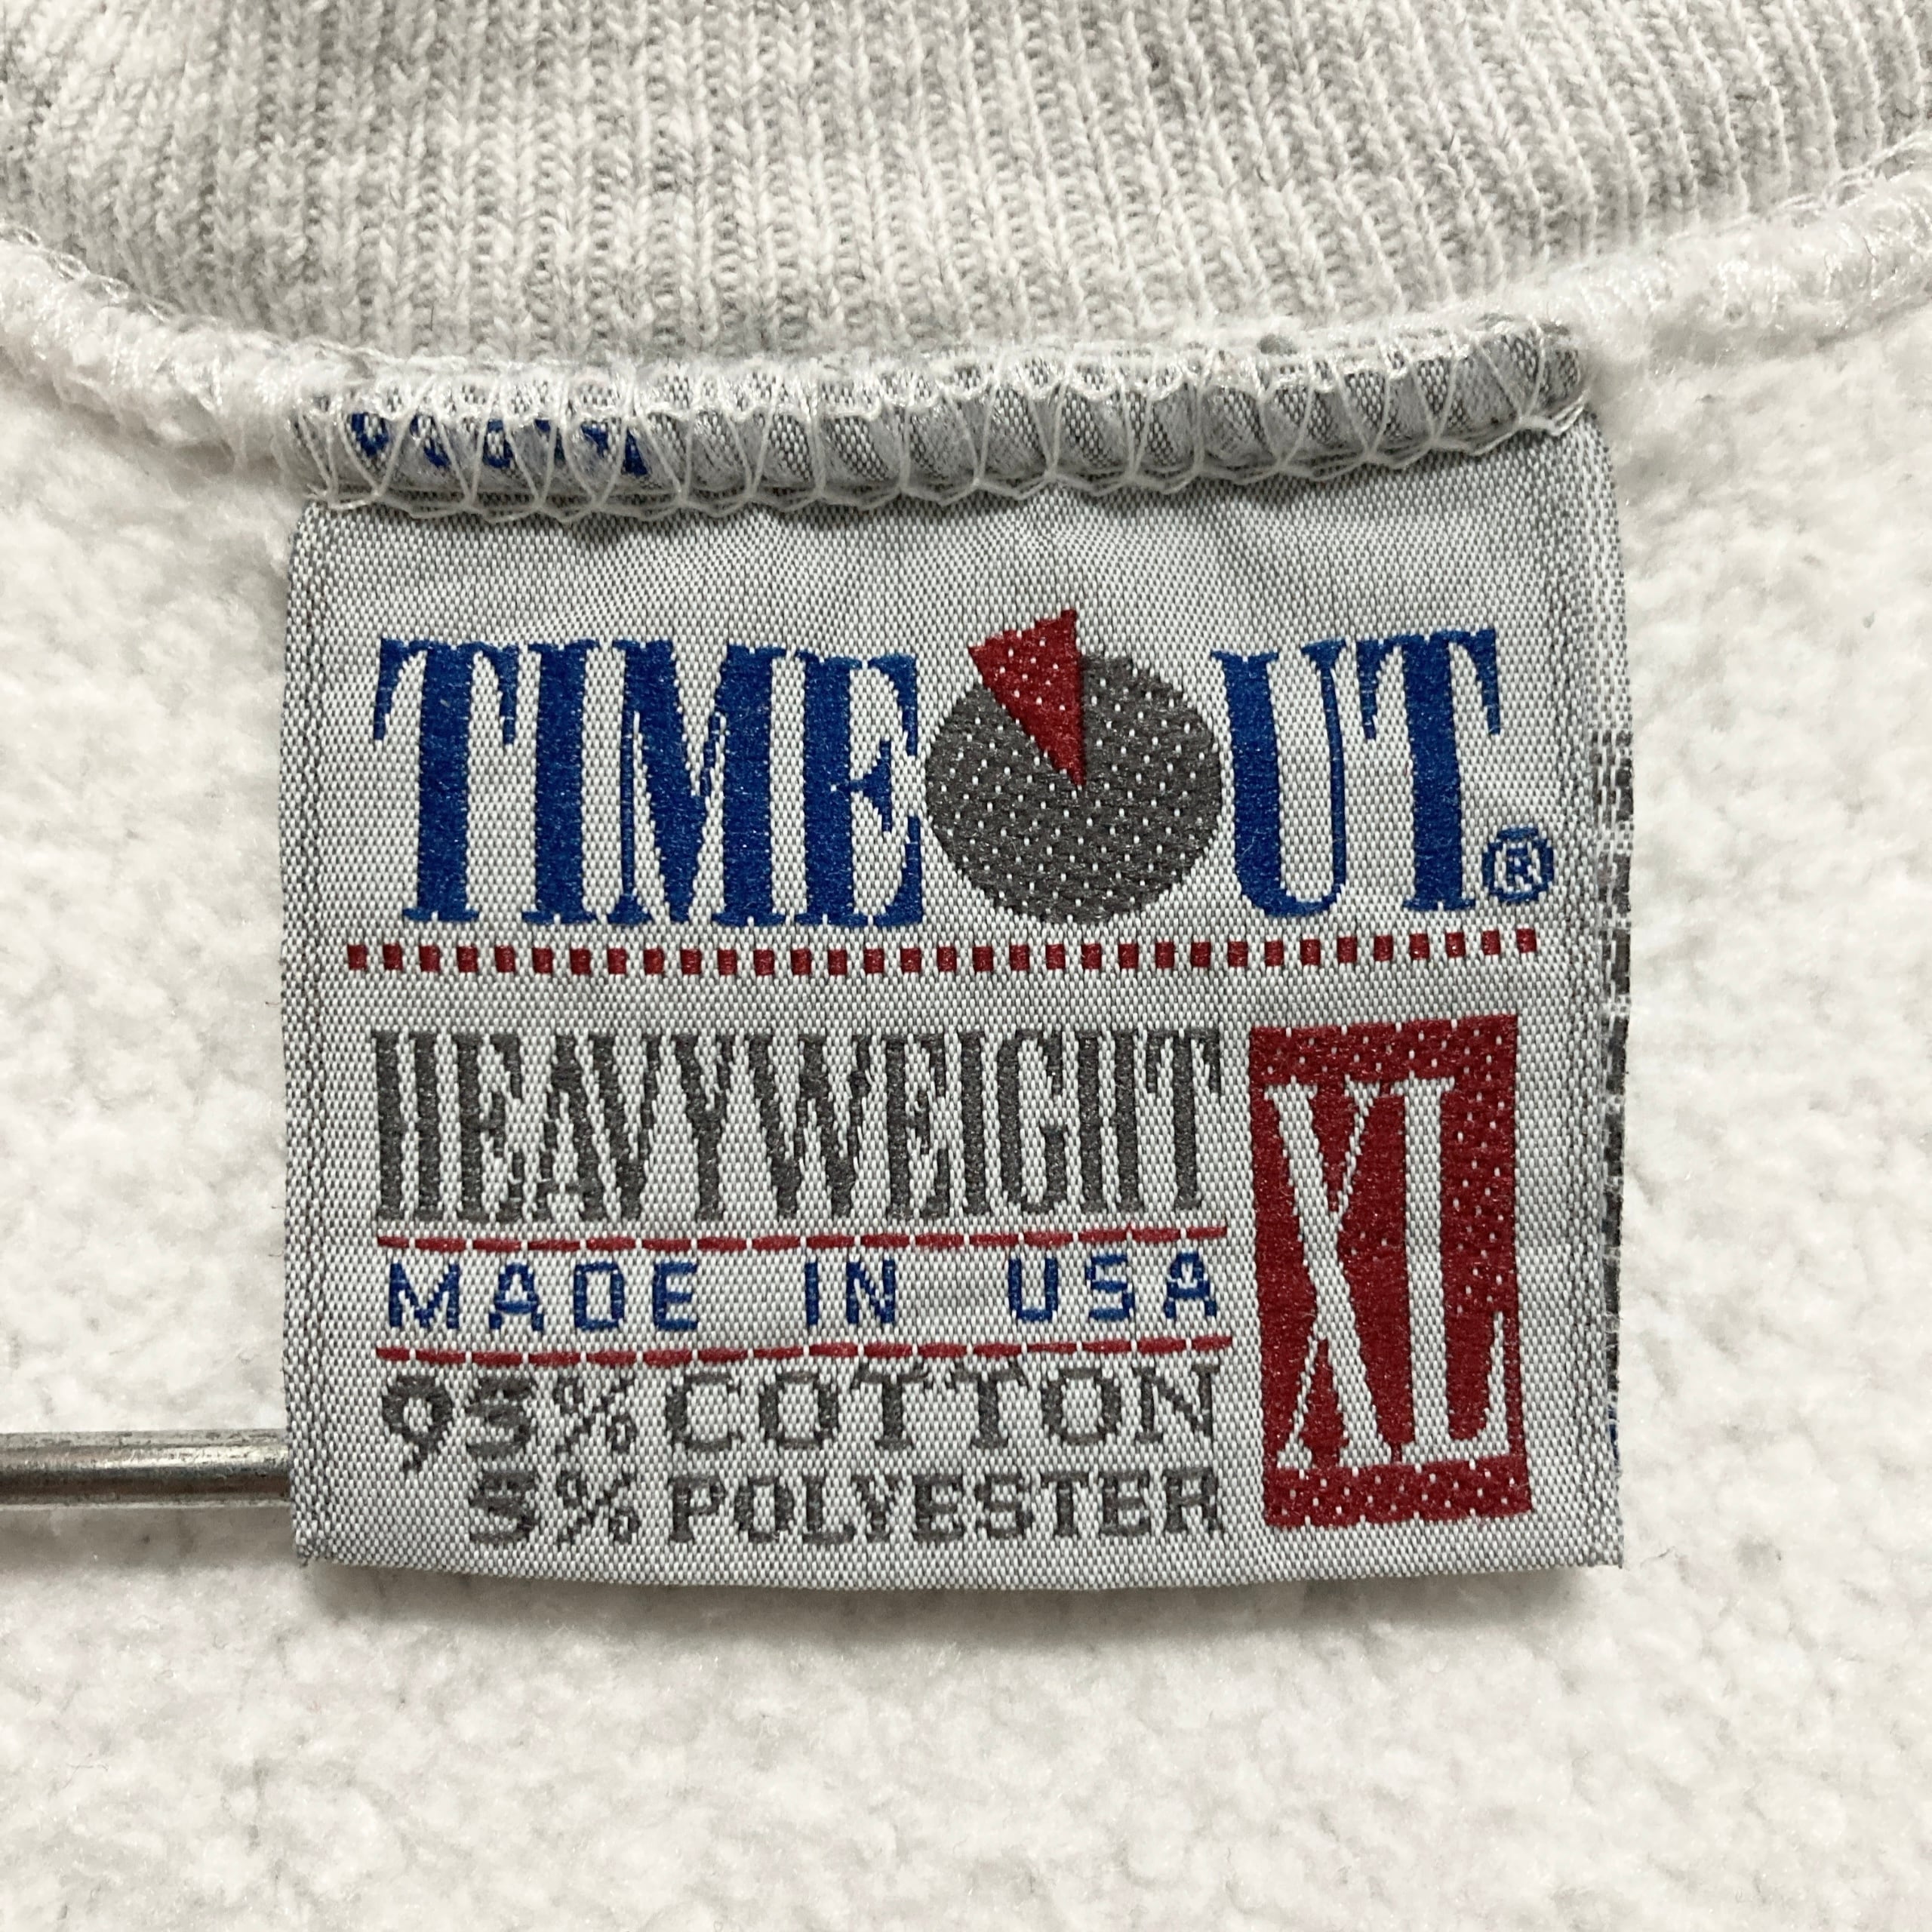 TIME OUT®
HEAVYWEIGHT
MADE IN USA
95% COTTON
5% POLYESTER
XL